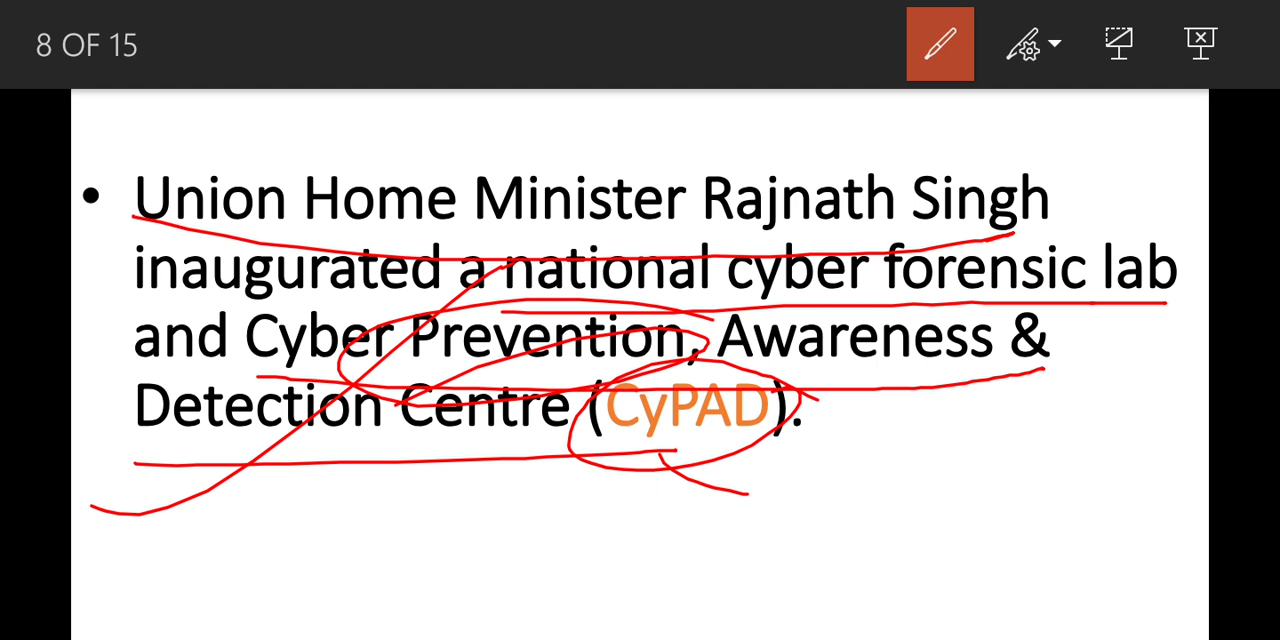 8 OF 15
• Union Home Minister Rajnath Singh
inaugurated a national cyber forensic lab
and Cyber Prevention, Awareness &
Detection Centre (CyPAD).